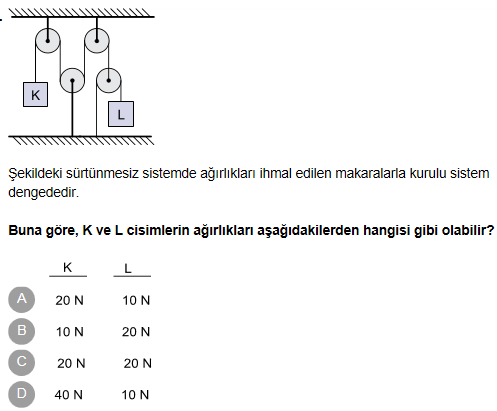 K
L
Şekildeki sürtünmesiz sistemde ağırlıkları ihmal edilen makaralarla kurulu sistem
dengededir.
Buna göre, K ve L cisimlerin ağırlıkları aşağıdakilerden hangisi gibi olabilir?
K L
A 20 N 10 N
B 10 N 20 N
C 20 N 20 N
D 40 N 10 N